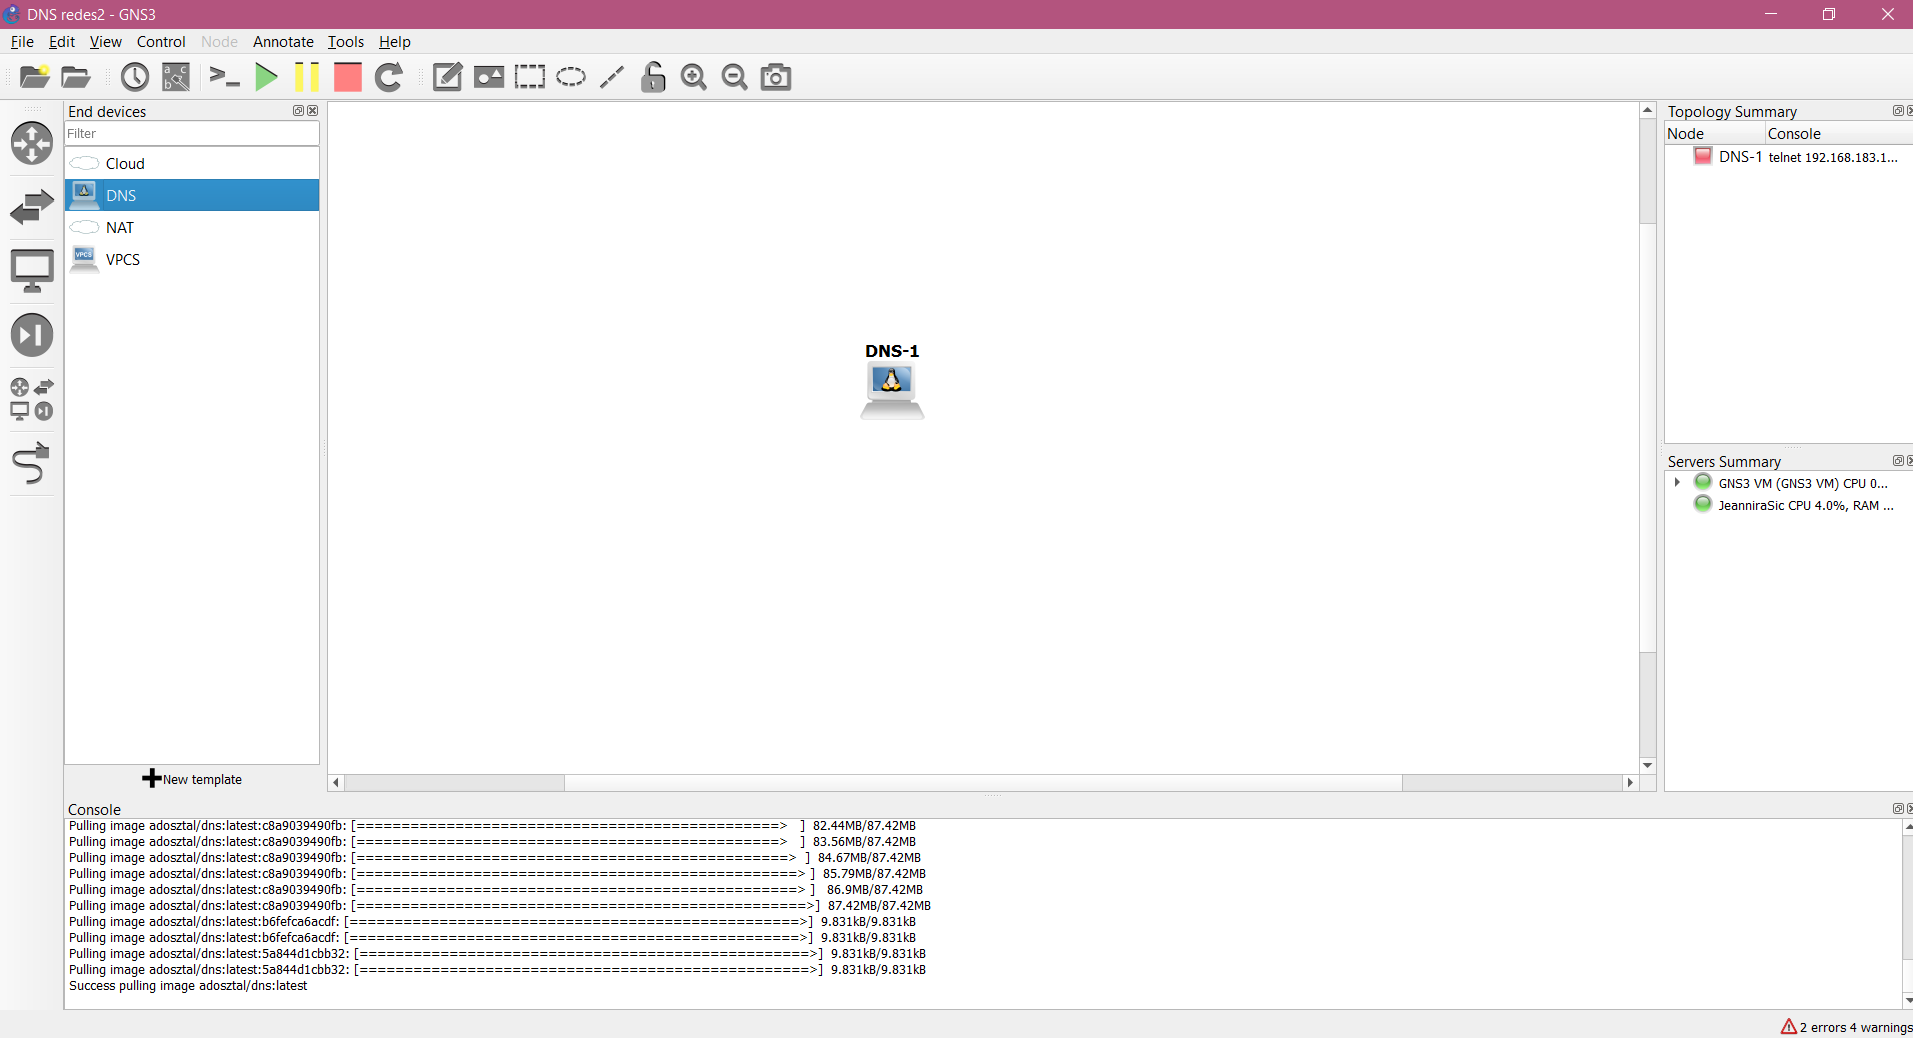 DNS redes2 - GNS3
File Edit View Control Node Annotate Tools Help
End devices
Filter
Cloud
DNS
NAT
VPCS
VPCS
New template
DNS-1
Topology Summary
Node Console
DNS-1 telnet 192.168.183.1...
Servers Summary
GNS3 VM (GNS3 VM) CPU 0...
JeanniraSic CPU 4.0%, RAM ...
Console
Pulling image adosztal/dns:latest:c8a9039490fb: [===============================================>   ] 82.44MB/87.42MB
Pulling image adosztal/dns:latest:c8a9039490fb: [===============================================>   ] 83.56MB/87.42MB
Pulling image adosztal/dns:latest:c8a9039490fb: [================================================>  ] 84.67MB/87.42MB
Pulling image adosztal/dns:latest:c8a9039490fb: [=================================================> ] 85.79MB/87.42MB
Pulling image adosztal/dns:latest:c8a9039490fb: [=================================================> ]  86.9MB/87.42MB
Pulling image adosztal/dns:latest:c8a9039490fb: [==================================================>] 87.42MB/87.42MB
Pulling image adosztal/dns:latest:b6fefca6acdf: [==================================================>] 9.831kB/9.831kB
Pulling image adosztal/dns:latest:b6fefca6acdf: [==================================================>] 9.831kB/9.831kB
Pulling image adosztal/dns:latest:5a844d1cbb32: [==================================================>] 9.831kB/9.831kB
Pulling image adosztal/dns:latest:5a844d1cbb32: [==================================================>] 9.831kB/9.831kB
Success pulling image adosztal/dns:latest
2 errors 4 warnings